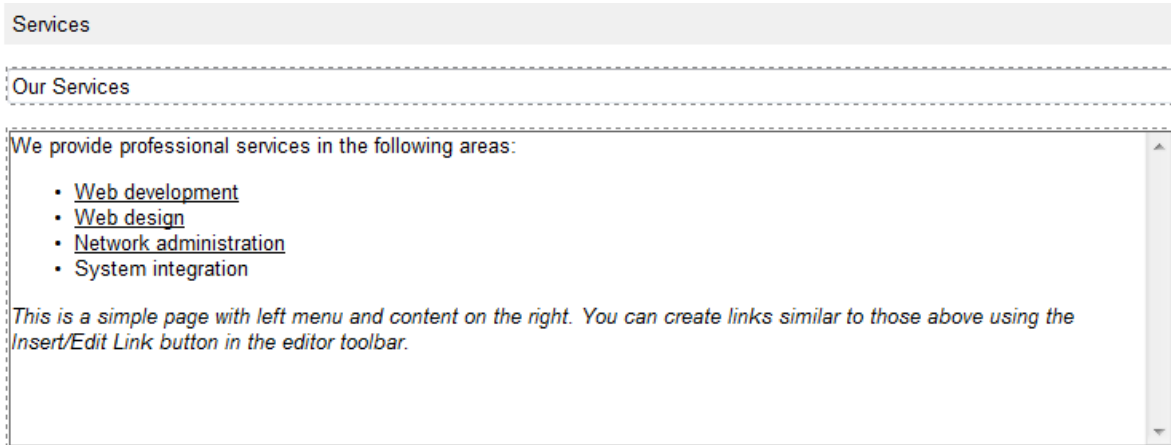 Services
Our Services
We provide professional services in the following areas:
• Web development
• Web design
• Network administration
• System integration
This is a simple page with left menu and content on the right. You can create links similar to those above using the
Insert/Edit Link button in the editor toolbar.